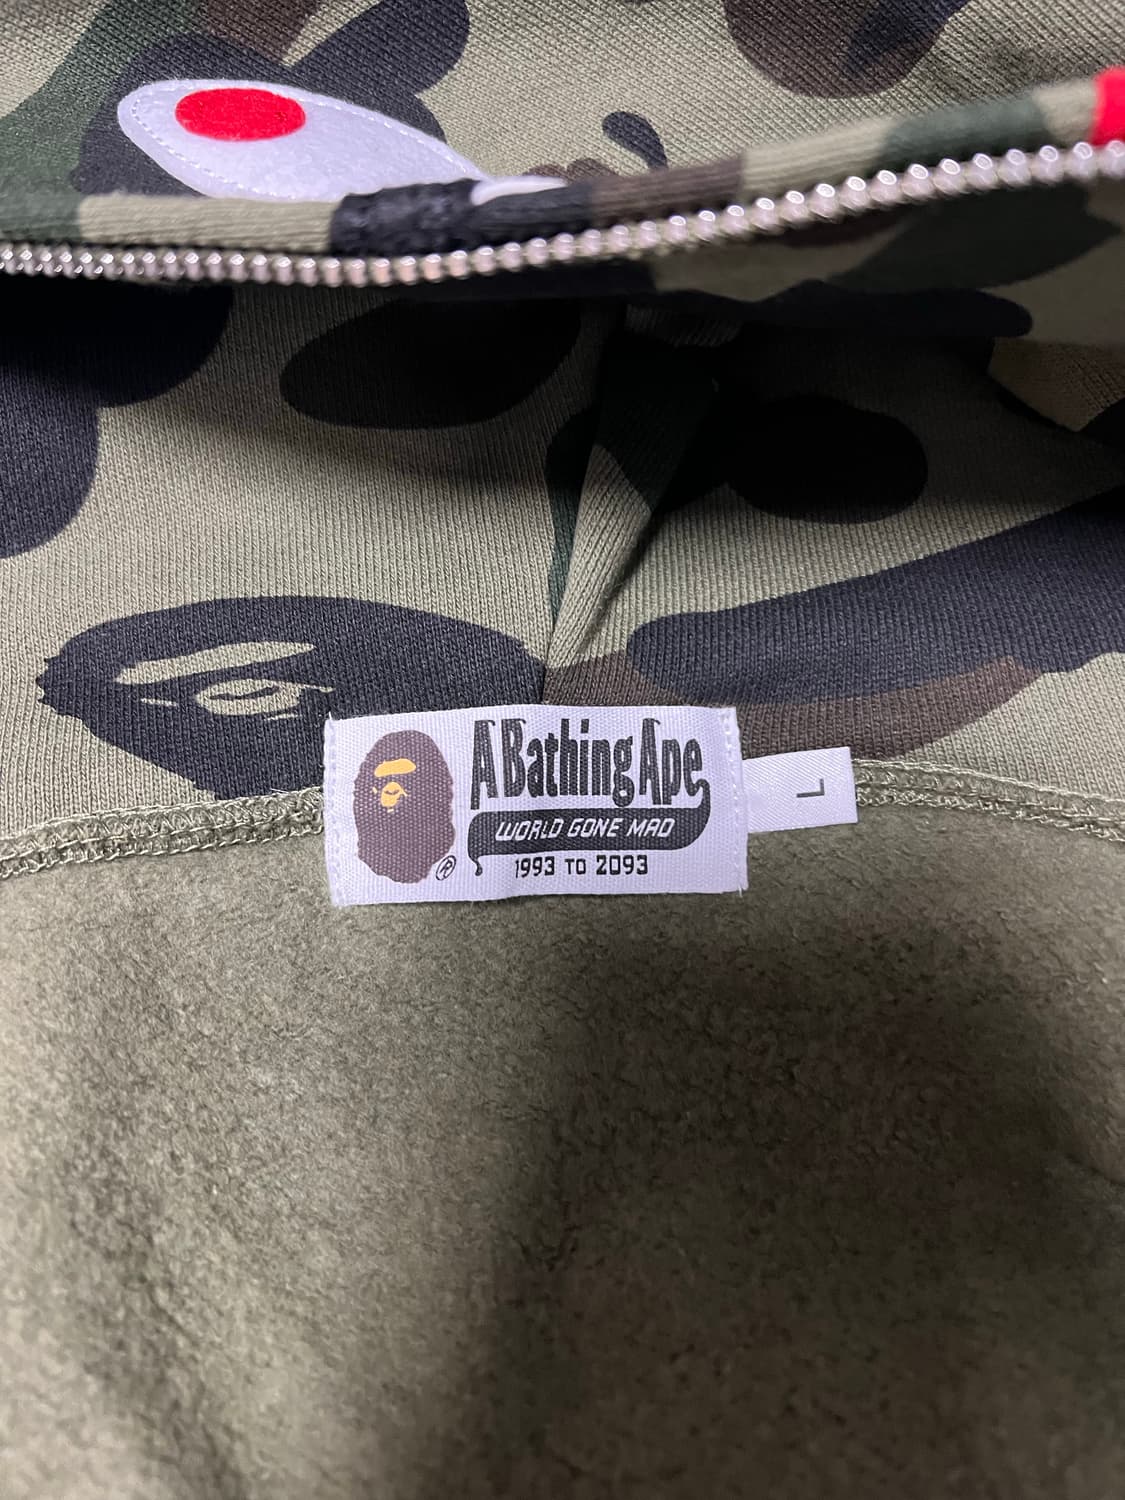 A Bathing Ape
WORLD GONE MAD
1993 TO 2093
®
L